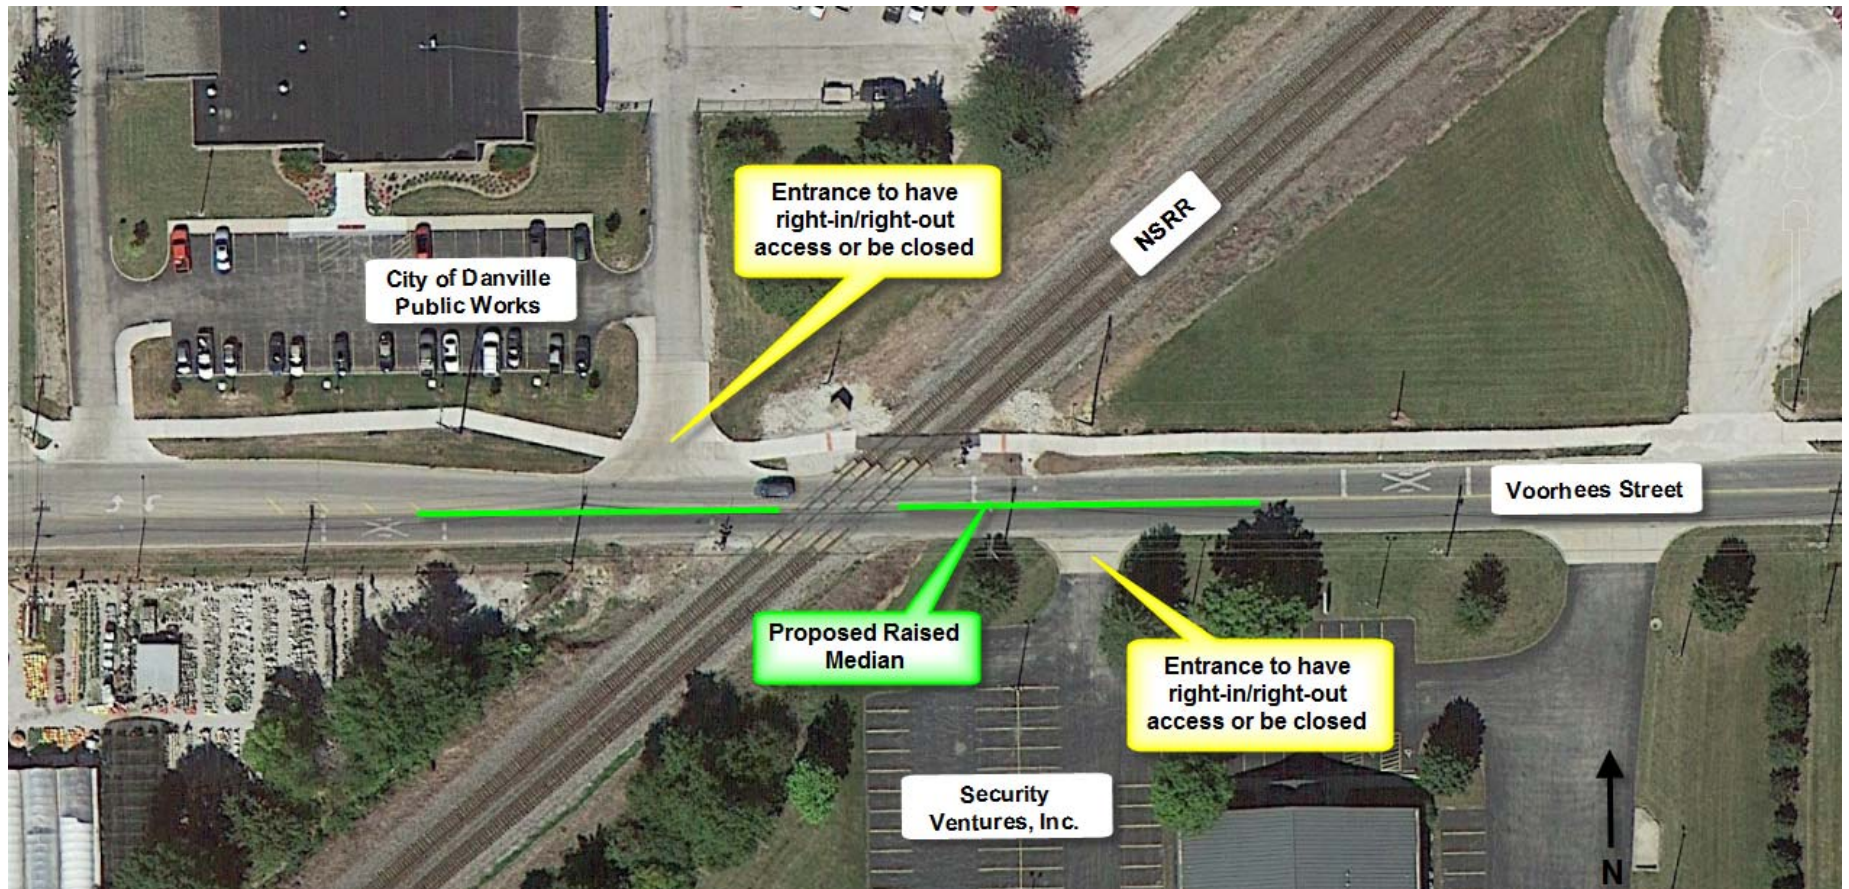 Entrance to have
right-in/right-out
access or be closed
NSRR
City of Danville
Public Works
Voorhees Street
Proposed Raised
Median
Entrance to have
right-in/right-out
access or be closed
Security
Ventures, Inc.
N